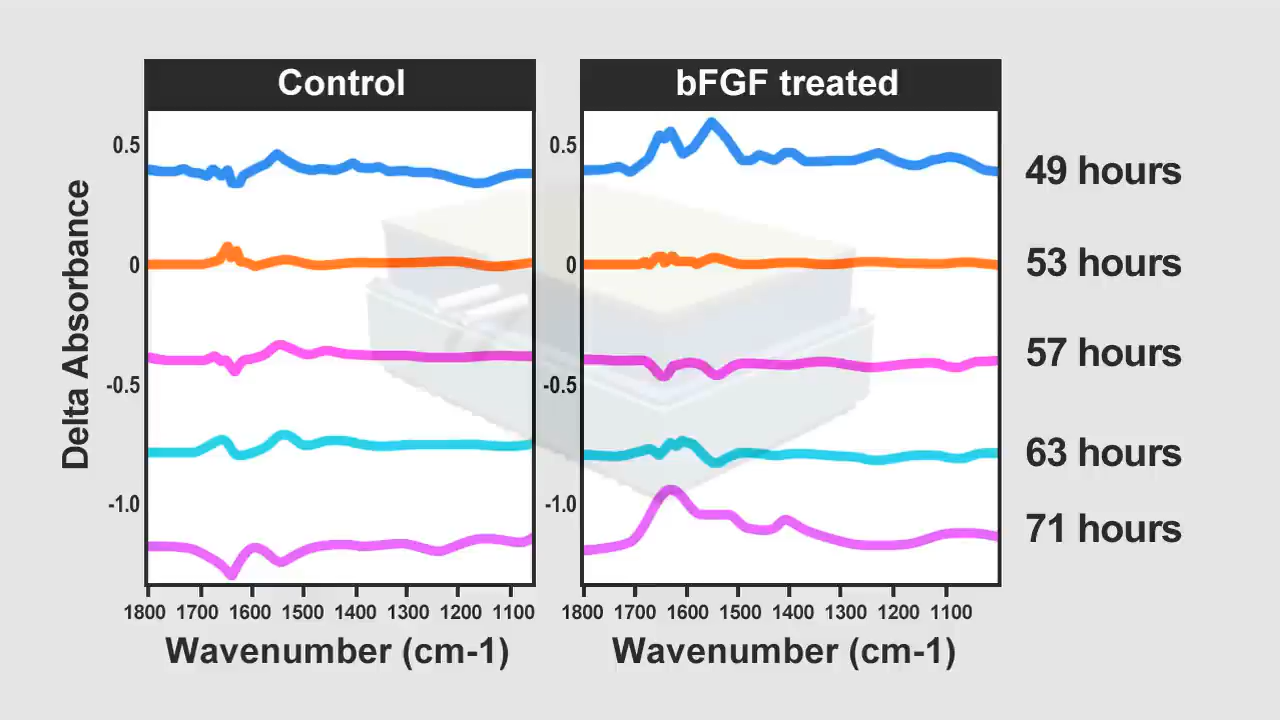 Control
bFGF treated
Delta Absorbance
0.5
0
-0.5
-1.0
0.5
0
-0.5
-1.0
49 hours
53 hours
57 hours
63 hours
71 hours
1800 1700 1600 1500 1400 1300 1200 1100
1800 1700 1600 1500 1400 1300 1200 1100
Wavenumber (cm-1)
Wavenumber (cm-1)